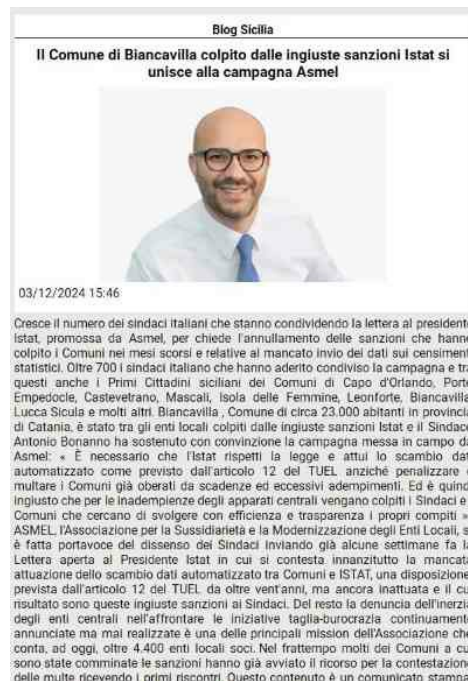 Blog Sicilia
Il Comune di Biancavilla colpito dalle ingiuste sanzioni Istat si
unisce alla campagna Asmel
03/12/2024 15:46
Cresce il numero dei sindaci italiani che stanno condividendo la lettera al presidente
Istat, promossa da Asmel, per chiede l'annullamento delle sanzioni che hanno
colpito i Comuni nei mesi scorsi e relative al mancato invio dei dati sui censimenti
statistici. Oltre 700 i sindaci italiano che hanno aderito condiviso la campagna e tra
questi anche i Primi Cittadini siciliani dei Comuni di Capo d'Orlando, Porto
Empedocle, Castevetrano, Mascali, Isola delle Femmine, Leonforte, Biancavilla,
Lucca Sicula e molti altri. Biancavilla , Comune di circa 23.000 abitanti in provincia
di Catania, è stato tra gli enti locali colpiti dalle ingiuste sanzioni Istat e il Sindaco
Antonio Bonanno ha sostenuto con convinzione la campagna messa in campo da
Asmel: « È necessario che l'Istat rispetti la legge e attui lo scambio dati
automatizzato come previsto dall'articolo 12 del TUEL anziché penalizzare e
multare i Comuni già oberati da scadenze ed eccessivi adempimenti. Ed è quindi
ingiusto che per le inadempienze degli apparati centrali vengano colpiti i Sindaci e i
Comuni che cercano di svolgere con efficienza e trasparenza i propri compiti ».
ASMEL, l'Associazione per la Sussidiarietà e la Modernizzazione degli Enti Locali, si
è fatta portavoce del dissenso dei Sindaci inviando già alcune settimane fa la
Lettera aperta al Presidente Istat in cui si contesta innanzitutto la mancata
attuazione dello scambio dati automatizzato tra Comuni e ISTAT, una disposizione
prevista dall'articolo 12 del TUEL da oltre vent'anni, ma ancora inattuata e il cui
risultato sono queste ingiuste sanzioni ai Sindaci. Del resto la denuncia dell'inerzia
degli enti centrali nell'affrontare le iniziative taglia-burocrazia continuamente
annunciate ma mai realizzate è una delle principali mission dell'Associazione che
conta, ad oggi, oltre 4.400 enti locali soci. Nel frattempo molti dei Comuni a cui
sono state comminate le sanzioni hanno già avviato il ricorso per la contestazione
delle multe ricevendo i primi riscontri. Questo contenuto è un comunicato stampa